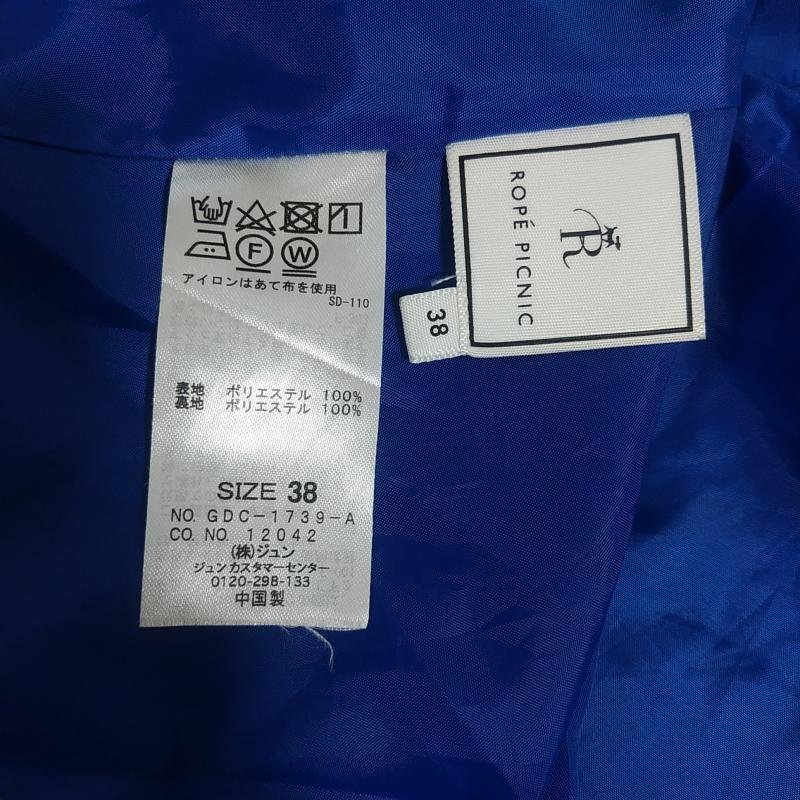 F
W
アイロンはあて布を使用
SD-110
表地 ポリエステル 100%
裏地 ポリエステル 100%
SIZE 38
NO. GDC-1739-A
CO. NO. 12042
(株)ジュン
ジュンカスタマーセンター
0120-298-133
中国製
R
ROPÉ PICNIC
38